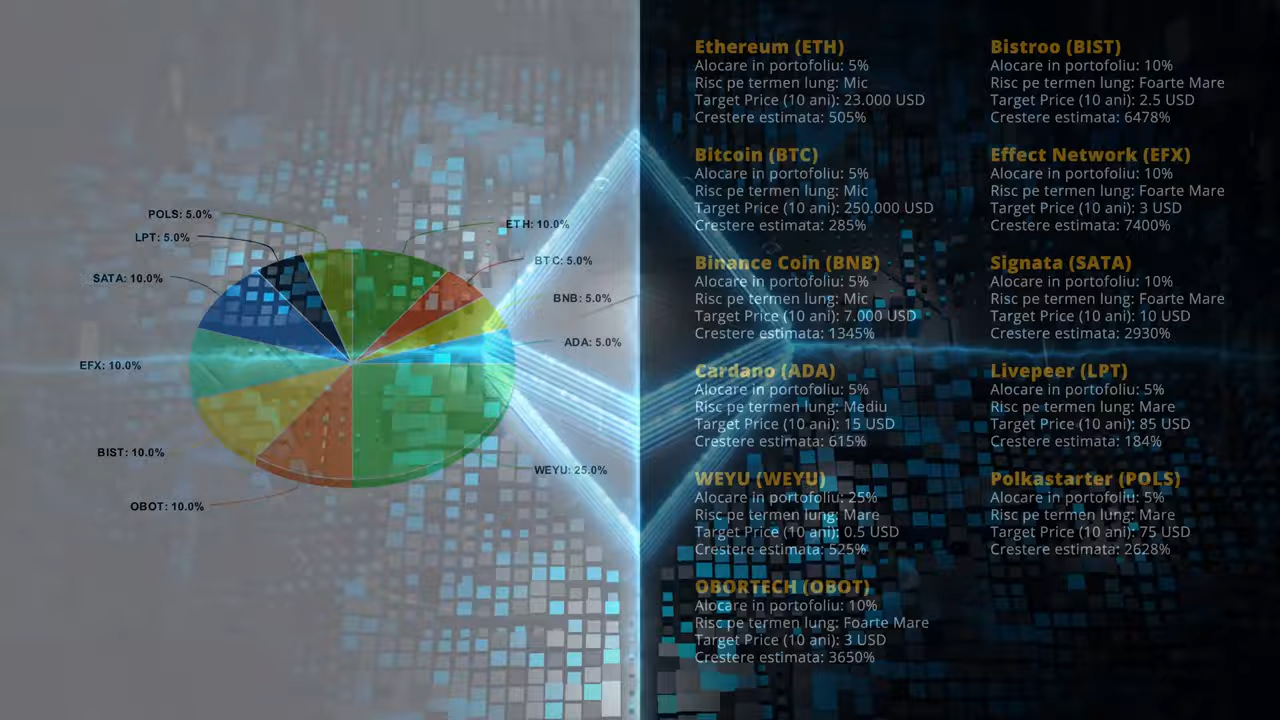 POLS: 5.0%
LPT: 5.0%
SATA: 10.0%
EFX: 10.0%
BIST: 10.0%
OBOT: 10.0%
ETH: 10.0%
BTC: 5.0%
BNB: 5.0%
ADA: 5.0%
WEYU: 25.0%
Ethereum (ETH)
Alocare in portofoliu: 5%
Risc pe termen lung: Mic
Target Price (10 ani): 23.000 USD
Crestere estimata: 505%
Bitcoin (BTC)
Alocare in portofoliu: 5%
Risc pe termen lung: Mic
Target Price (10 ani): 250.000 USD
Crestere estimata: 285%
Binance Coin (BNB)
Alocare in portofoliu: 5%
Risc pe termen lung: Mic
Target Price (10 ani): 7.000 USD
Crestere estimata: 1345%
Cardano (ADA)
Alocare in portofoliu: 5%
Risc pe termen lung: Mediu
Target Price (10 ani): 15 USD
Crestere estimata: 615%
WEYU (WEYU)
Alocare in portofoliu: 25%
Risc pe termen lung: Mare
Target Price (10 ani): 0.5 USD
Crestere estimata: 525%
OBORTECH (OBOT)
Alocare in portofoliu: 10%
Risc pe termen lung: Foarte Mare
Target Price (10 ani): 3 USD
Crestere estimata: 3650%
Bistroo (BIST)
Alocare in portofoliu: 10%
Risc pe termen lung: Foarte Mare
Target Price (10 ani): 2.5 USD
Crestere estimata: 6478%
Effect Network (EFX)
Alocare in portofoliu: 10%
Risc pe termen lung: Foarte Mare
Target Price (10 ani): 3 USD
Crestere estimata: 7400%
Signata (SATA)
Alocare in portofoliu: 10%
Risc pe termen lung: Foarte Mare
Target Price (10 ani): 10 USD
Crestere estimata: 2930%
Livepeer (LPT)
Alocare in portofoliu: 5%
Risc pe termen lung: Mare
Target Price (10 ani): 85 USD
Crestere estimata: 184%
Polkastarter (POLS)
Alocare in portofoliu: 5%
Risc pe termen lung: Mare
Target Price (10 ani): 75 USD
Crestere estimata: 2628%